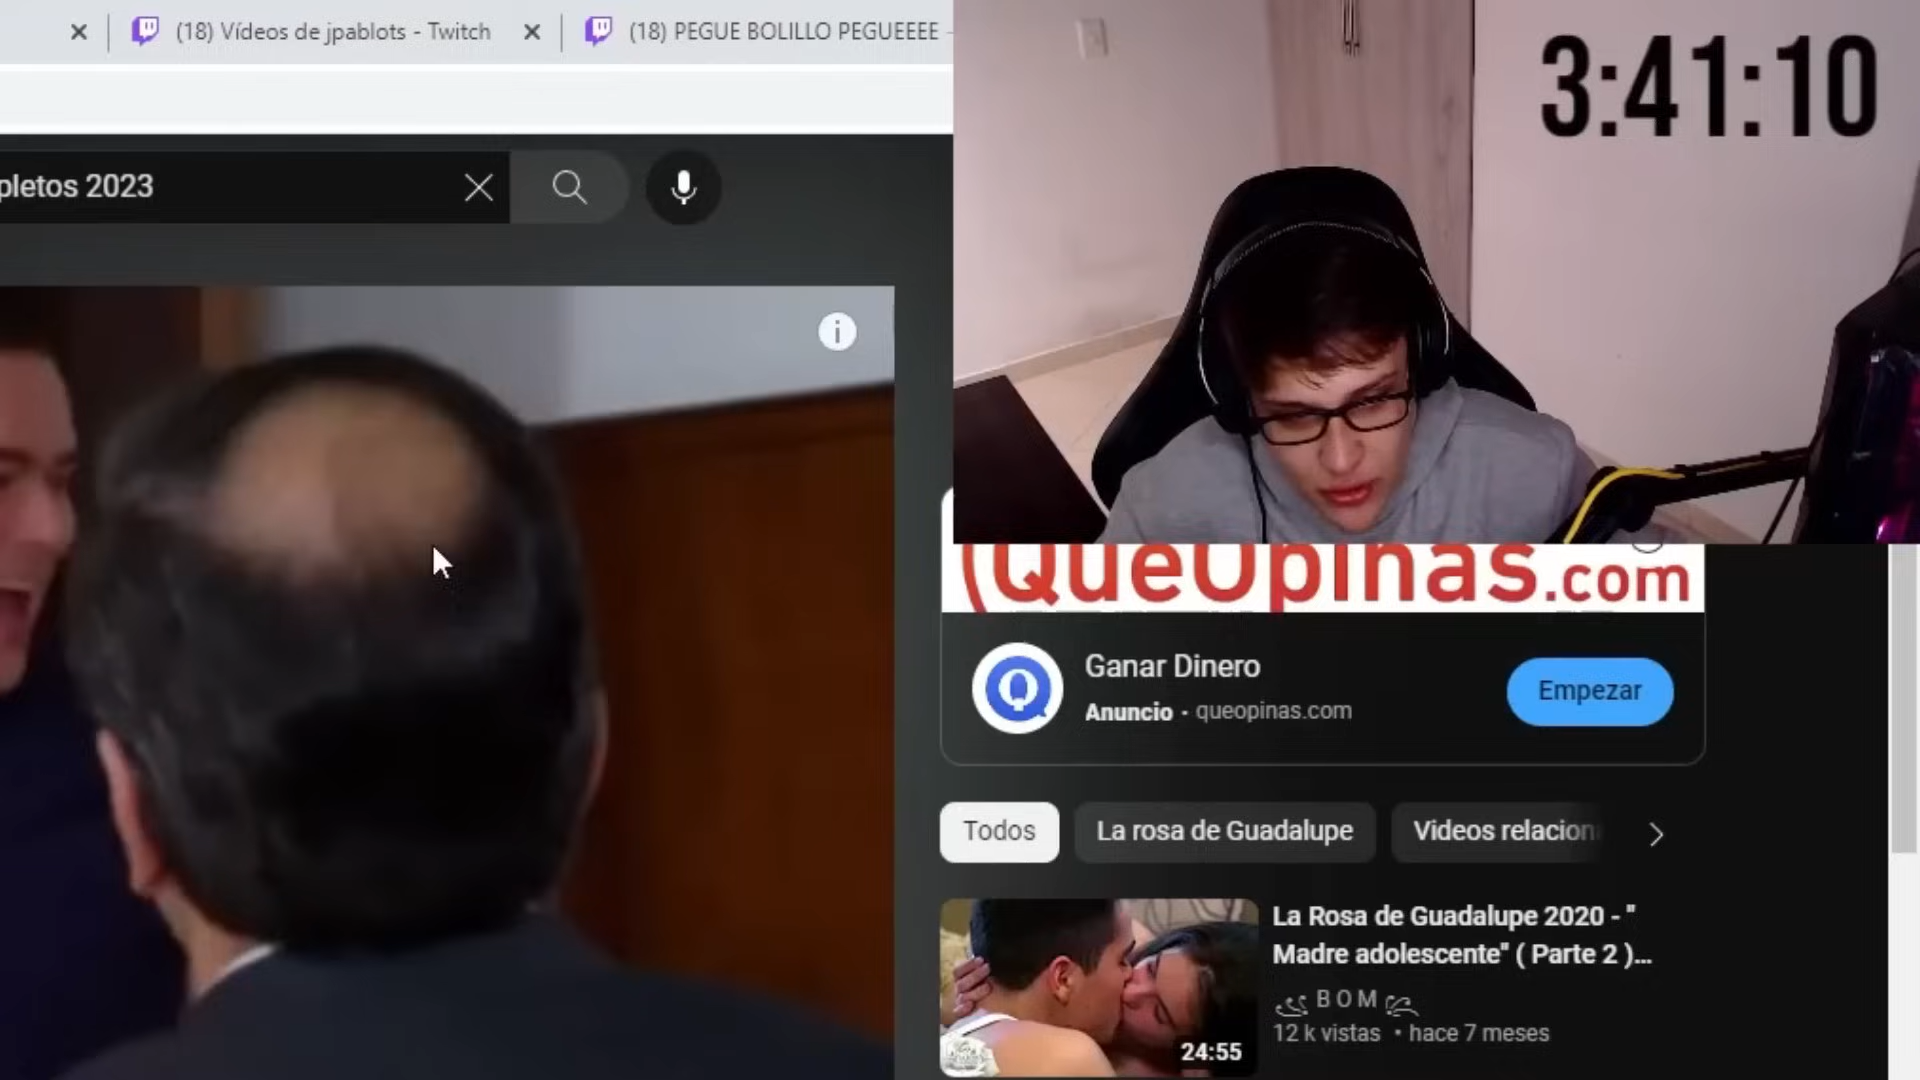 (18) Vídeos de jpablots - Twitch
(18) PEGUE BOLILLO PEGUEEEE -
3:41:10
pletos 2023
(QueOpinas.com
Ganar Dinero
Anuncio · queopinas.com
Empezar
Todos
La rosa de Guadalupe
Videos relacion
La Rosa de Guadalupe 2020 - "
Madre adolescente" ( Parte 2 )...
B O M
12 k vistas • hace 7 meses
24:55